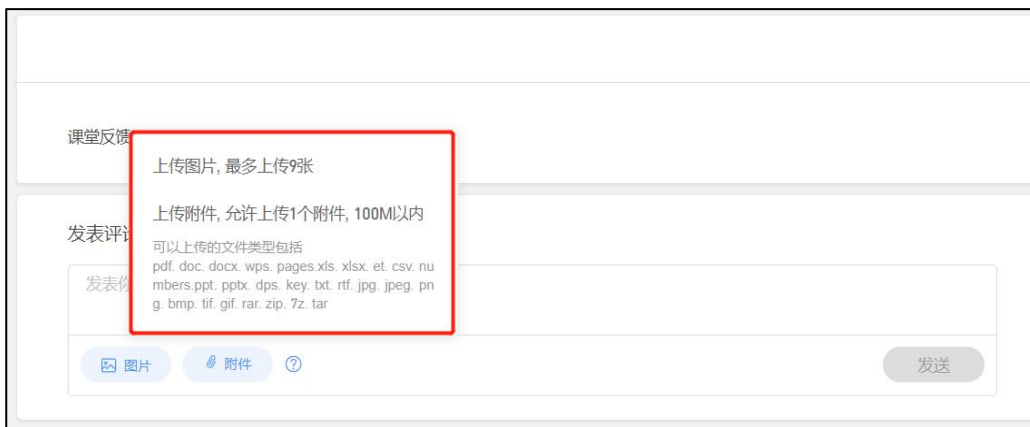 课堂反馈
上传图片, 最多上传9张
上传附件, 允许上传1个附件, 100M以内
发表评论
可以上传的文件类型包括
pdf. doc. docx. wps. pages.xls. xlsx. et. csv. nu
发表你
mbers.ppt. pptx. dps. key. txt. rtf. jpg. jpeg. pn
g. bmp. tif. gif. rar. zip. 7z. tar
图片
附件
发送